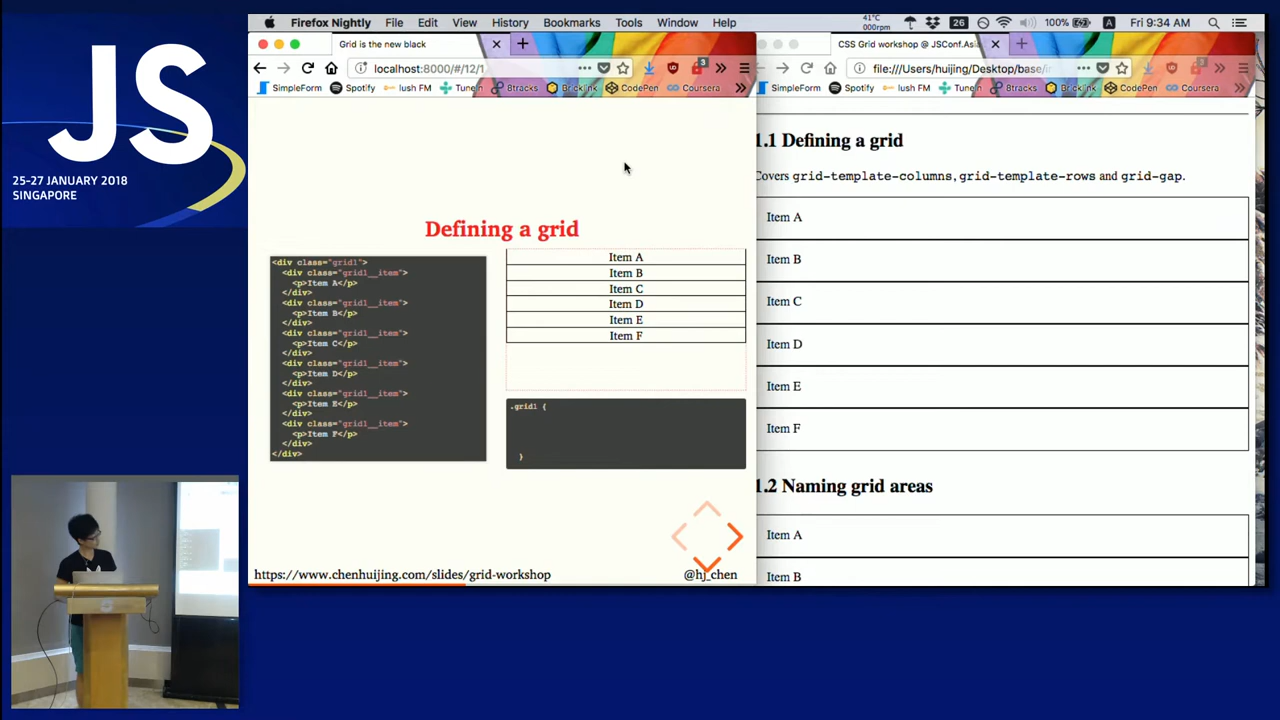 JS
25-27 JANUARY 2018
SINGAPORE
Firefox Nightly File Edit View History Bookmarks Tools Window Help
41°C
000rpm
26
100%
A
Fri 9:34 AM
Grid is the new black
localhost:8000/#/12/1
3
SimpleForm Spotify lush FM TuneIn 8tracks Bricklink CodePen Coursera
Defining a grid
<div class="grid1">
<div class="grid1__item">
<p>Item A</p>
</div>
<div class="grid1__item">
<p>Item B</p>
</div>
<div class="grid1__item">
<p>Item C</p>
</div>
<div class="grid1__item">
<p>Item D</p>
</div>
<div class="grid1__item">
<p>Item E</p>
</div>
<div class="grid1__item">
<p>Item F</p>
</div>
</div>
Item A
Item B
Item C
Item D
Item E
Item F
.grid1 {
}
https://www.chenhuijing.com/slides/grid-workshop
@hj_chen
CSS Grid workshop @ JSConf.Asia
file:///Users/huijing/Desktop/base/
SimpleForm Spotify lush FM TuneIn 8tracks Bricklink CodePen Coursera
1.1 Defining a grid
Covers grid-template-columns, grid-template-rows and grid-gap.
Item A
Item B
Item C
Item D
Item E
Item F
1.2 Naming grid areas
Item A
Item B